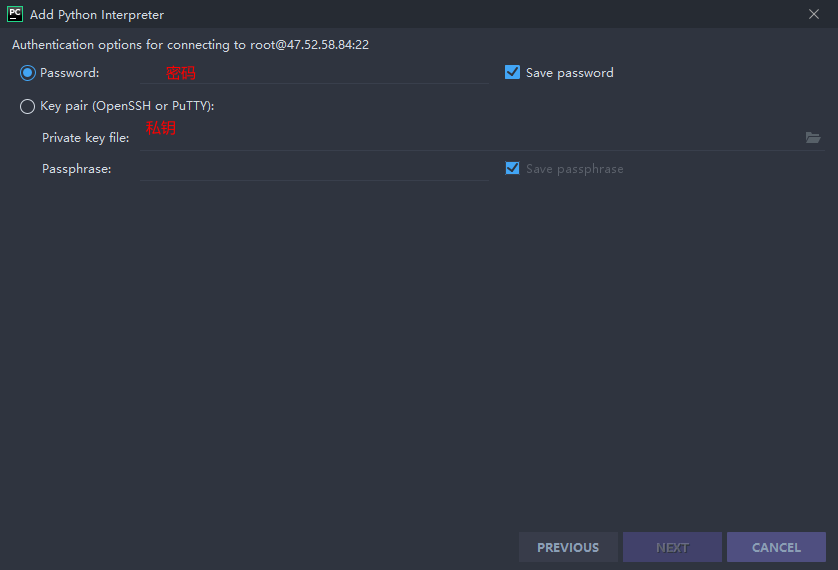 PC Add Python Interpreter
Authentication options for connecting to root@47.52.58.84:22
Password: 密码 Save password
Key pair (OpenSSH or PuTTY):
私钥
Private key file:
Passphrase: Save passphrase
PREVIOUS NEXT CANCEL